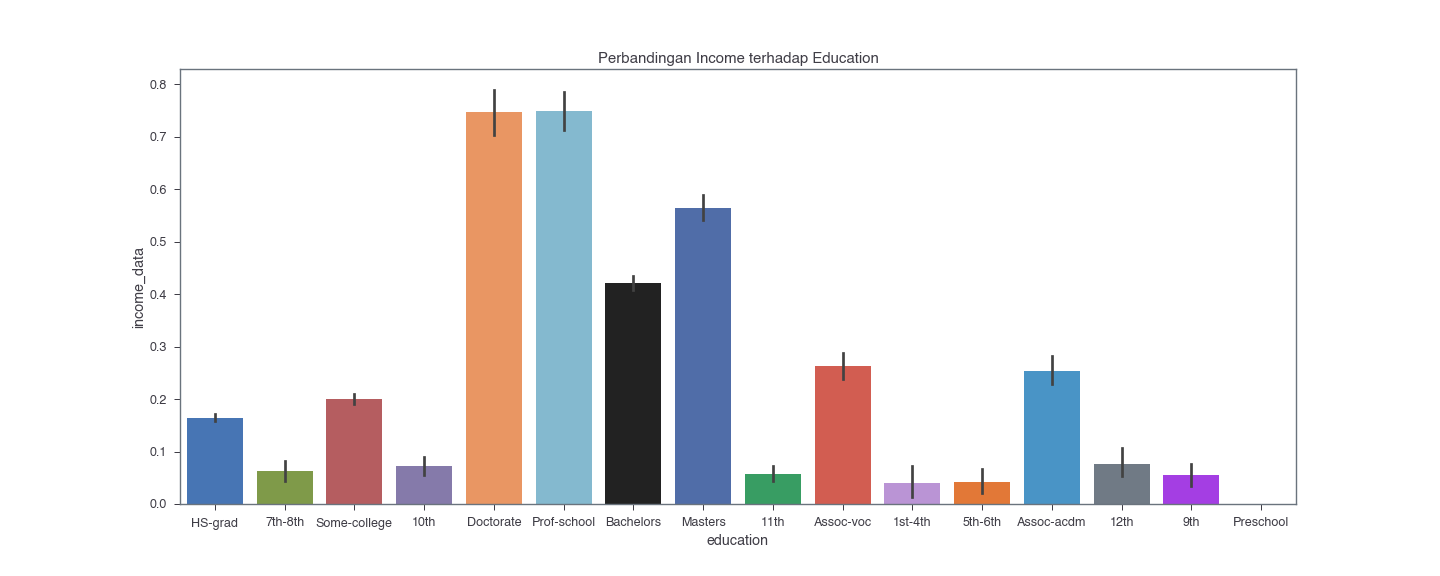 Perbandingan Income terhadap Education
income_data
0.8
0.7
0.6
0.5
0.4
0.3
0.2
0.1
0.0
HS-grad 7th-8th Some-college 10th Doctorate Prof-school Bachelors Masters 11th Assoc-voc 1st-4th 5th-6th Assoc-acdm 12th 9th Preschool
education